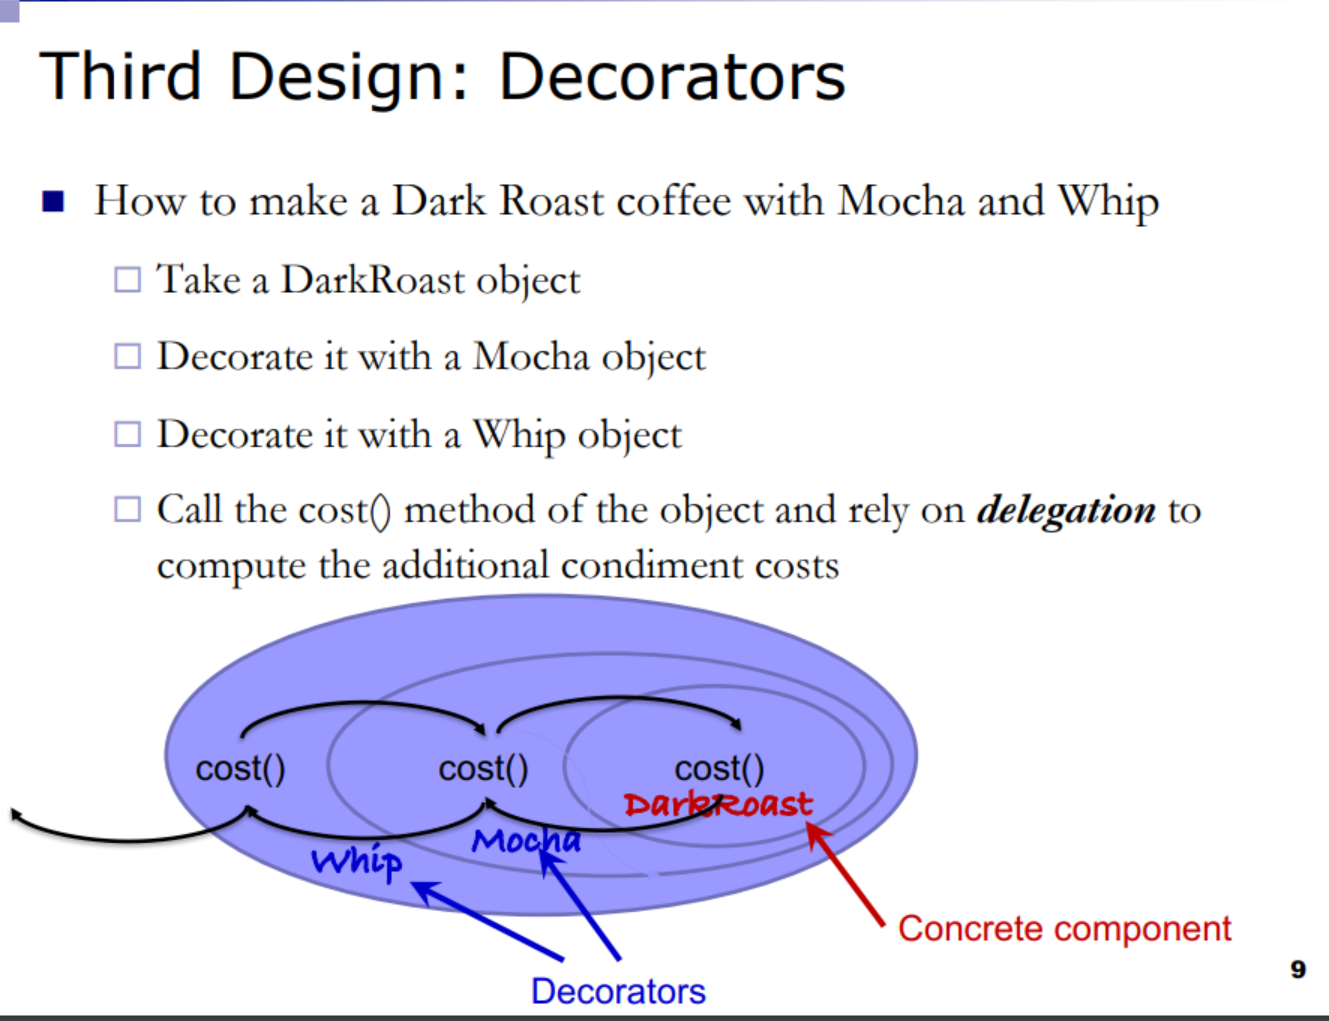 Third Design: Decorators
How to make a Dark Roast coffee with Mocha and Whip
Take a DarkRoast object
Decorate it with a Mocha object
Decorate it with a Whip object
Call the cost() method of the object and rely on delegation to
compute the additional condiment costs
cost() cost() cost()
DarkRoast
Mocha
Whip
Concrete component
9
Decorators